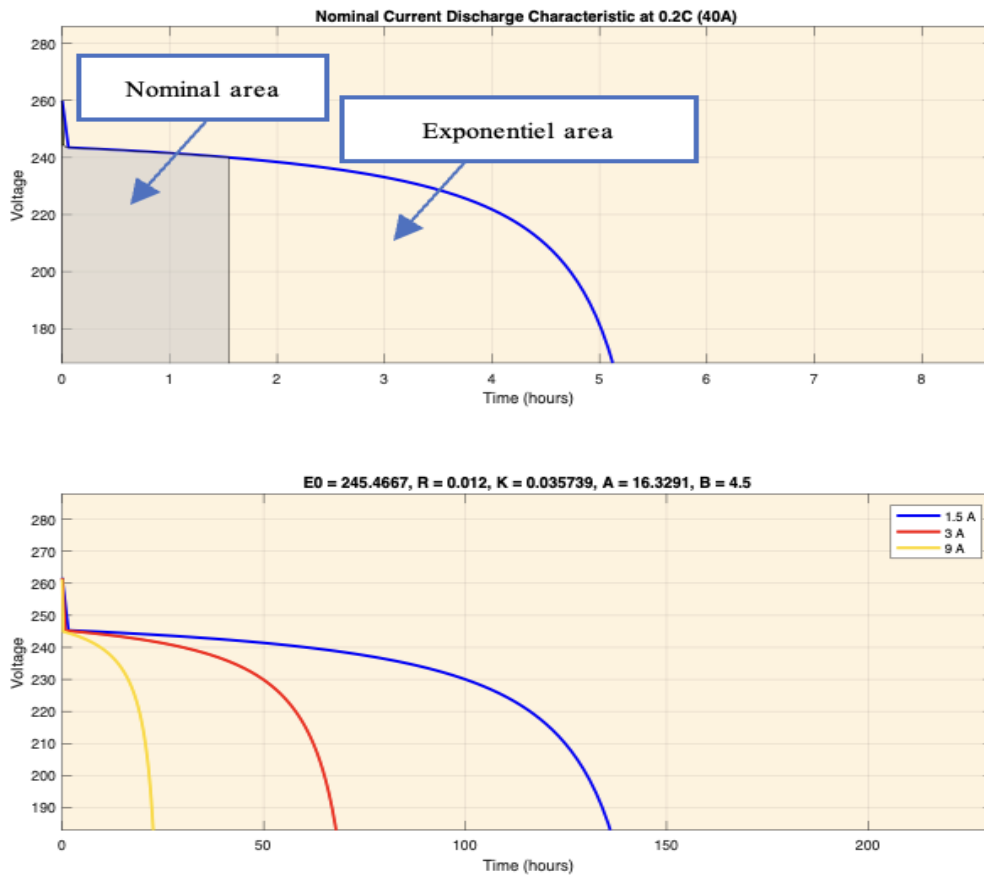 Nominal Current Discharge Characteristic at 0.2C (40A)
280
260
240
220
200
180
Voltage
Nominal area
Exponentiel area
0 1 2 3 4 5 6 7 8
Time (hours)
E0 = 245.4667, R = 0.012, K = 0.035739, A = 16.3291, B = 4.5
280
270
260
250
240
230
220
210
200
190
Voltage
1.5 A
3 A
9 A
0 50 100 150 200
Time (hours)